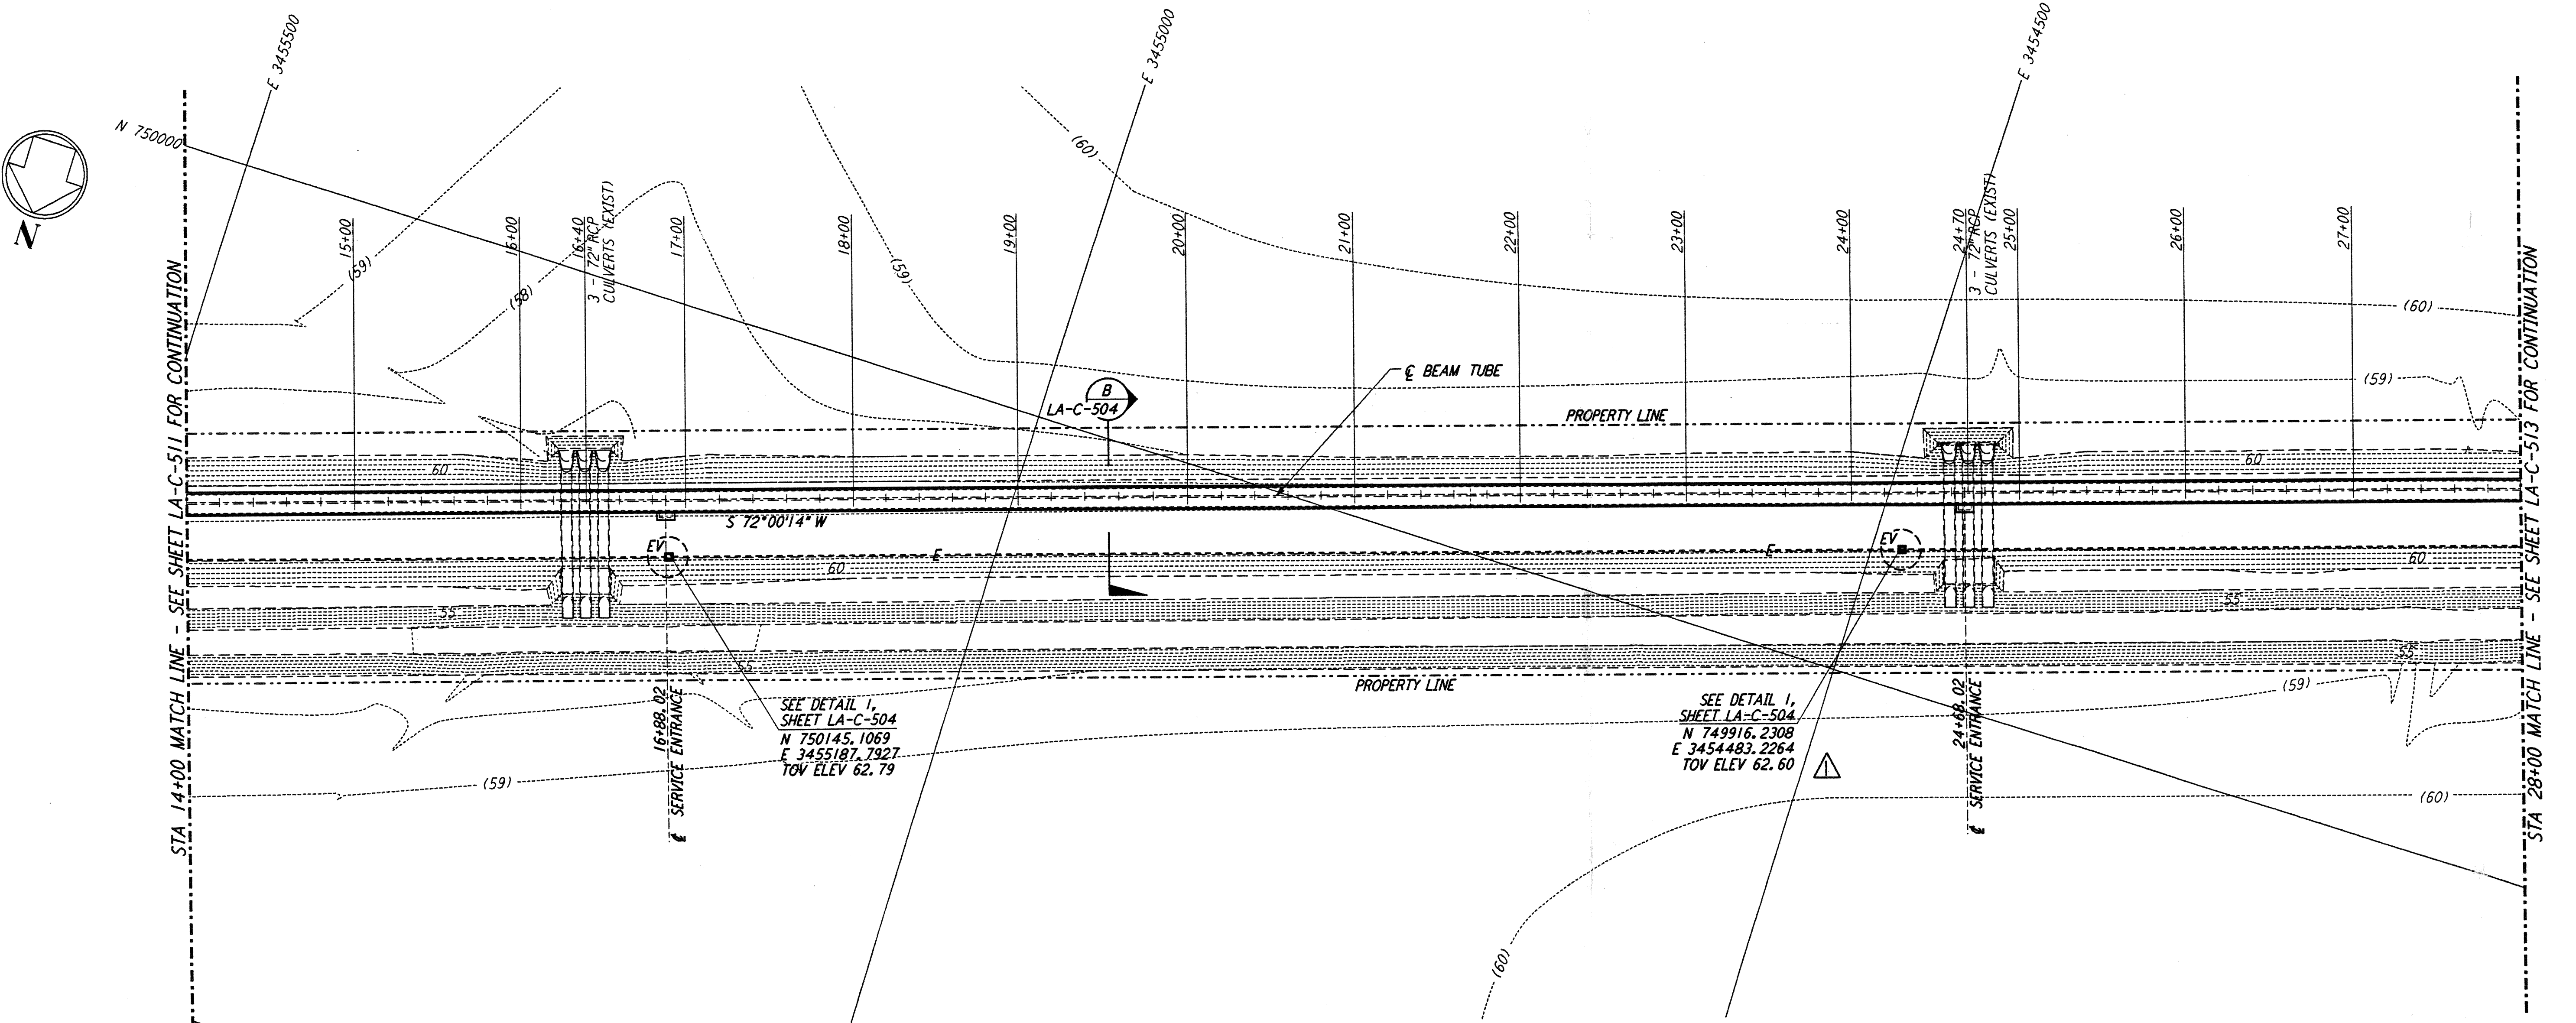 E 3455500
E 3455000
E 3454500
N 750000
N
(60)
(59)
(58)
(59)
15+00
16+00
16+40
3 - 72" RCP
CULVERTS (EXIST)
17+00
18+00
19+00
20+00
21+00
22+00
23+00
24+00
24+70
3 - 72" RCP
CULVERTS (EXIST)
25+00
26+00
27+00
(60)
(59)
STA 14+00 MATCH LINE - SEE SHEET LA-C-511 FOR CONTINUATION
STA 28+00 MATCH LINE - SEE SHEET LA-C-513 FOR CONTINUATION
℄ BEAM TUBE
B
LA-C-504
PROPERTY LINE
60
60
S 72°00'14" W
EV
E
E
EV
60
60
55
55
55
55
PROPERTY LINE
16+88.02
℄ SERVICE ENTRANCE
SEE DETAIL 1,
SHEET LA-C-504
N 750145.1069
E 3455187.7927
TOV ELEV 62.79
SEE DETAIL 1,
SHEET LA-C-504
N 749916.2308
E 3454483.2264
TOV ELEV 62.60
1
24+68.02
℄ SERVICE ENTRANCE
(59)
(59)
(60)
(60)